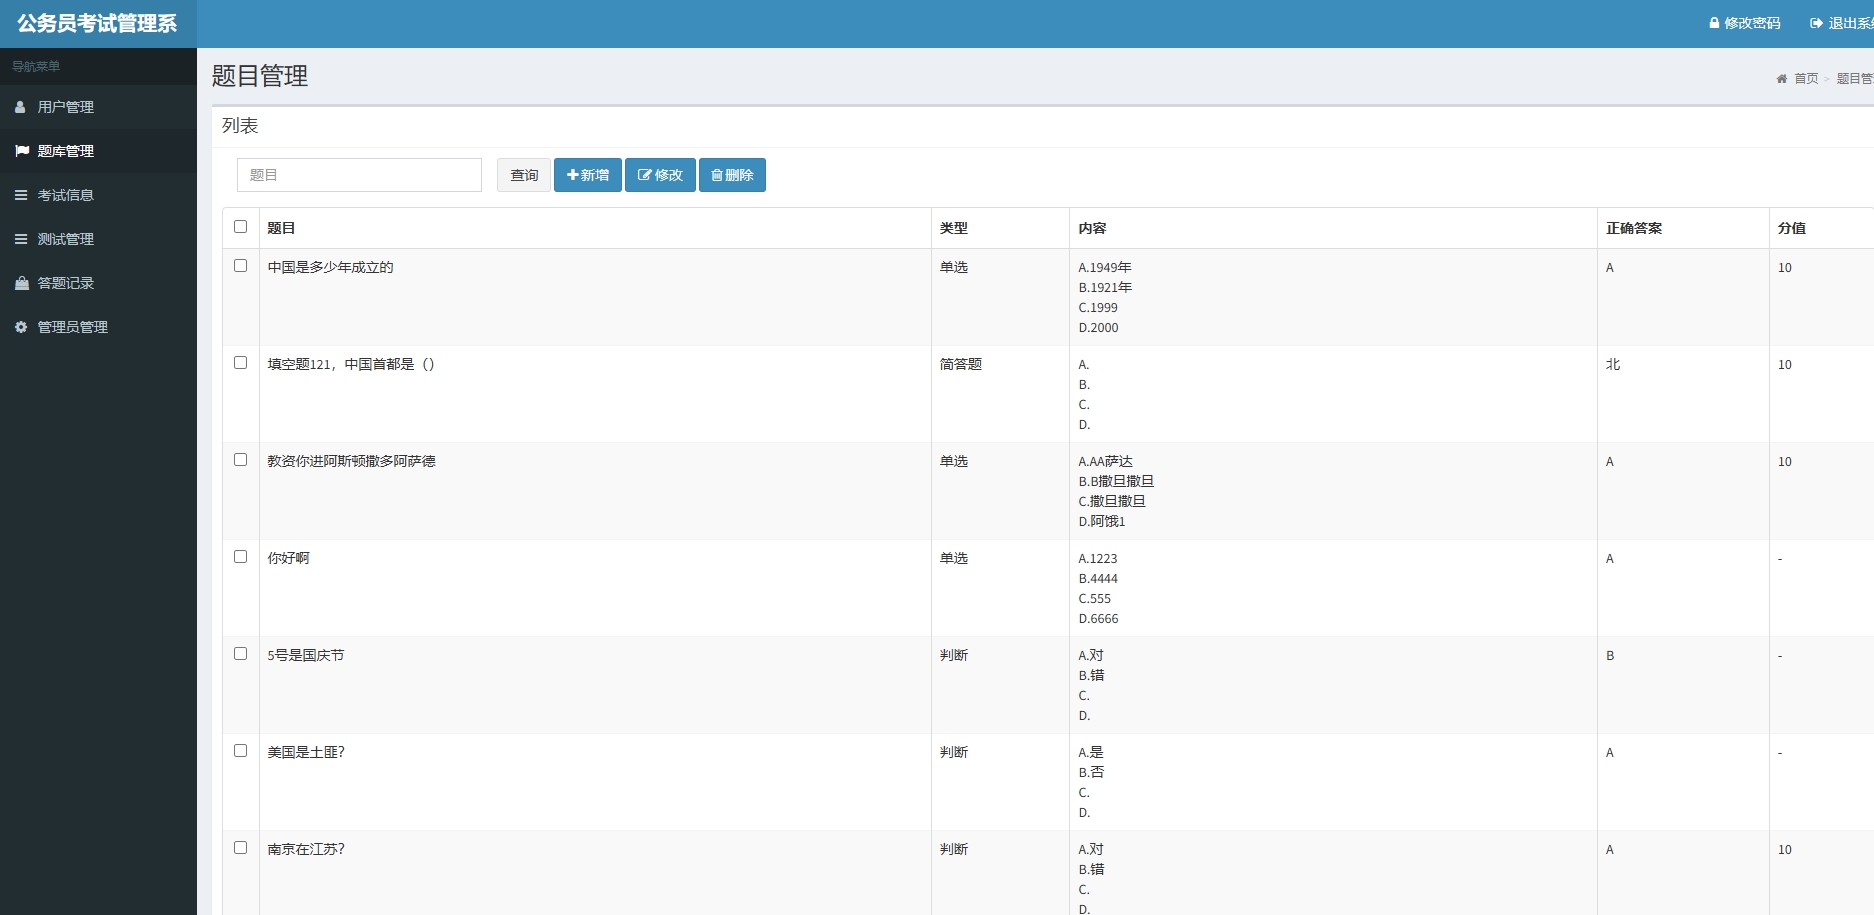 公务员考试管理系
修改密码 退出系
导航菜单
用户管理
题库管理
考试信息
测试管理
答题记录
管理员管理
题目管理
首页 > 题目管
列表
题目 查询 新增 修改 删除
题目 类型 内容 正确答案 分值
中国是多少年成立的 单选 A.1949年 A 10
B.1921年
C.1999
D.2000
填空题121，中国首都是（） 简答题 A. 北 10
B.
C.
D.
教资你进阿斯顿撒多阿萨德 单选 A.AA萨达 A 10
B.B撒旦撒旦
C.撒旦撒旦
D.阿饿1
你好啊 单选 A.1223 A -
B.4444
C.555
D.6666
5号是国庆节 判断 A.对 B -
B.错
C.
D.
美国是土匪? 判断 A.是 A -
B.否
C.
D.
南京在江苏? 判断 A.对 A 10
B.错
C.
D.